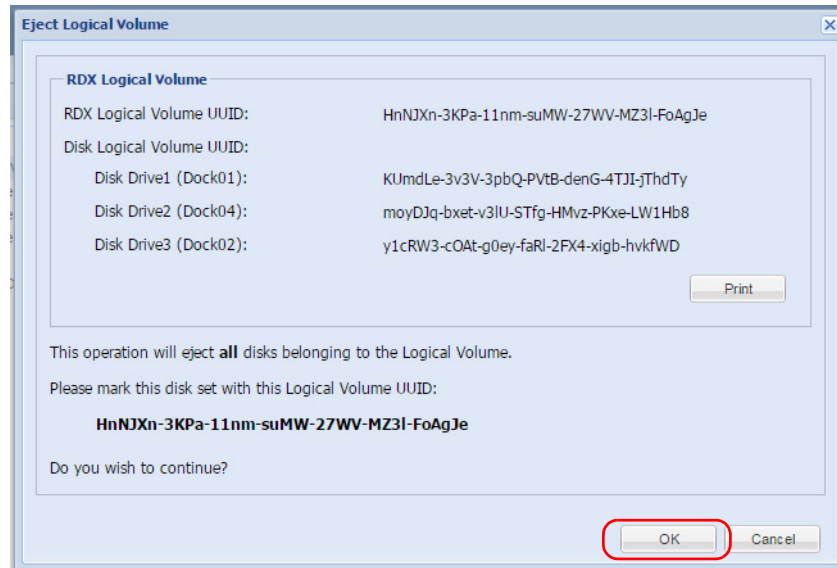 Eject Logical Volume
RDX Logical Volume
RDX Logical Volume UUID: HnNJXn-3KPa-11nm-suMW-27WV-MZ3l-FoAgJe
Disk Logical Volume UUID:
Disk Drive1 (Dock01): KUmdLe-3v3V-3pbQ-PVtB-denG-4TJI-jThdTy
Disk Drive2 (Dock04): moyDJq-bxet-v3lU-STfg-HMvz-PKxe-LW1Hb8
Disk Drive3 (Dock02): y1cRW3-cOAt-g0ey-faRl-2FX4-xigb-hvkfWD
Print
This operation will eject all disks belonging to the Logical Volume.
Please mark this disk set with this Logical Volume UUID:
HnNJXn-3KPa-11nm-suMW-27WV-MZ3l-FoAgJe
Do you wish to continue?
OK Cancel